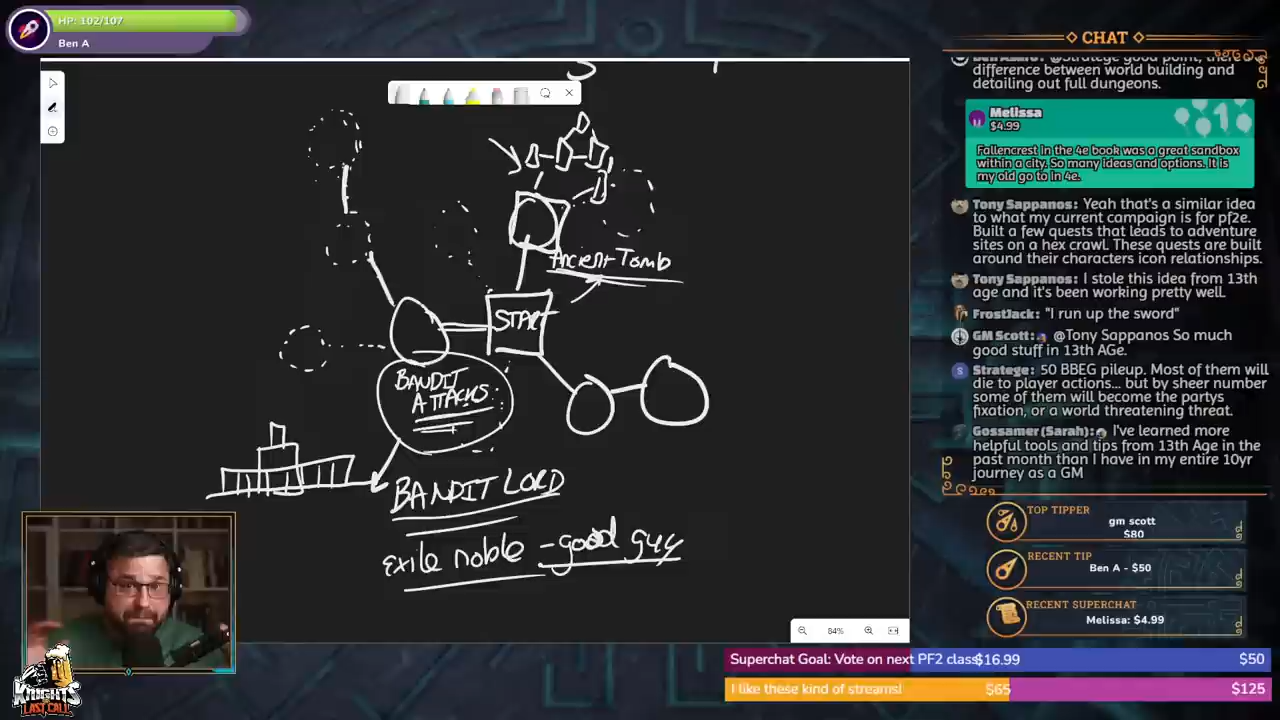 HP: 102/107
Ben A
Ancient Tomb
START
BANDIT
ATTACKS
BANDIT LORD
exile noble - good guy
84%
KNIGHTS
LAST CALL
CHAT
difference between world building and
detailing out full dungeons.
Melissa
$4.99
Fallencrest in the 4e book was a great sandbox
within a city. So many ideas and options. It is
my old go to in 4e.
Tony Sappanos: Yeah that's a similar idea
to what my current campaign is for pf2e.
Built a few quests that leads to adventure
sites on a hex crawl. These quests are built
around their characters icon relationships.
Tony Sappanos: I stole this idea from 13th
age and it's been working pretty well.
FrostJack: "I run up the sword"
GM Scott: @Tony Sappanos So much
good stuff in 13th AGe.
Stratege: 50 BBEG pileup. Most of them will
die to player actions... but by sheer number
some of them will become the partys
fixation, or a world threatening threat.
Gossamer (Sarah): I've learned more
helpful tools and tips from 13th Age in the
past month than I have in my entire 10yr
journey as a GM
TOP TIPPER
gm scott
$80
RECENT TIP
Ben A - $50
RECENT SUPERCHAT
Melissa: $4.99
Superchat Goal: Vote on next PF2 class $16.99 $50
I like these kind of streams! $65 $125